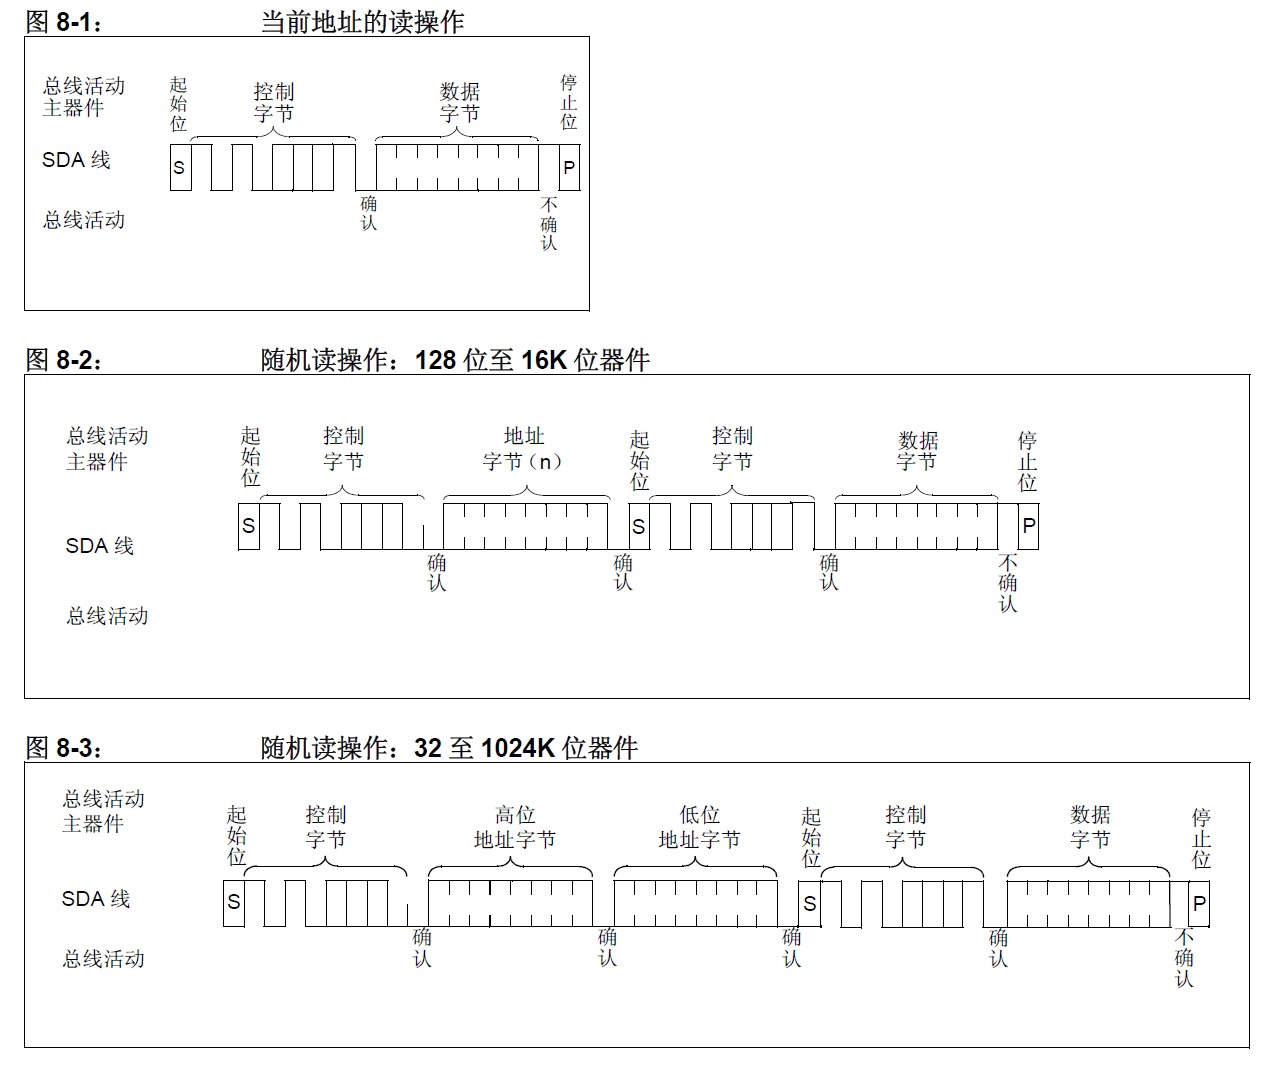 图 8-1： 当前地址的读操作
总线活动
主器件
起始位
控制
字节
数据
字节
停止位
SDA 线
S
P
总线活动
确认
不确认
图 8-2： 随机读操作：128 位至 16K 位器件
总线活动
主器件
起始位
控制
字节
地址
字节（n）
起始位
控制
字节
数据
字节
停止位
SDA 线
S
S
P
总线活动
确认
确认
确认
不确认
图 8-3： 随机读操作：32 至 1024K 位器件
总线活动
主器件
起始位
控制
字节
高位
地址字节
低位
地址字节
起始位
控制
字节
数据
字节
停止位
SDA 线
S
S
P
总线活动
确认
确认
确认
确认
不确认